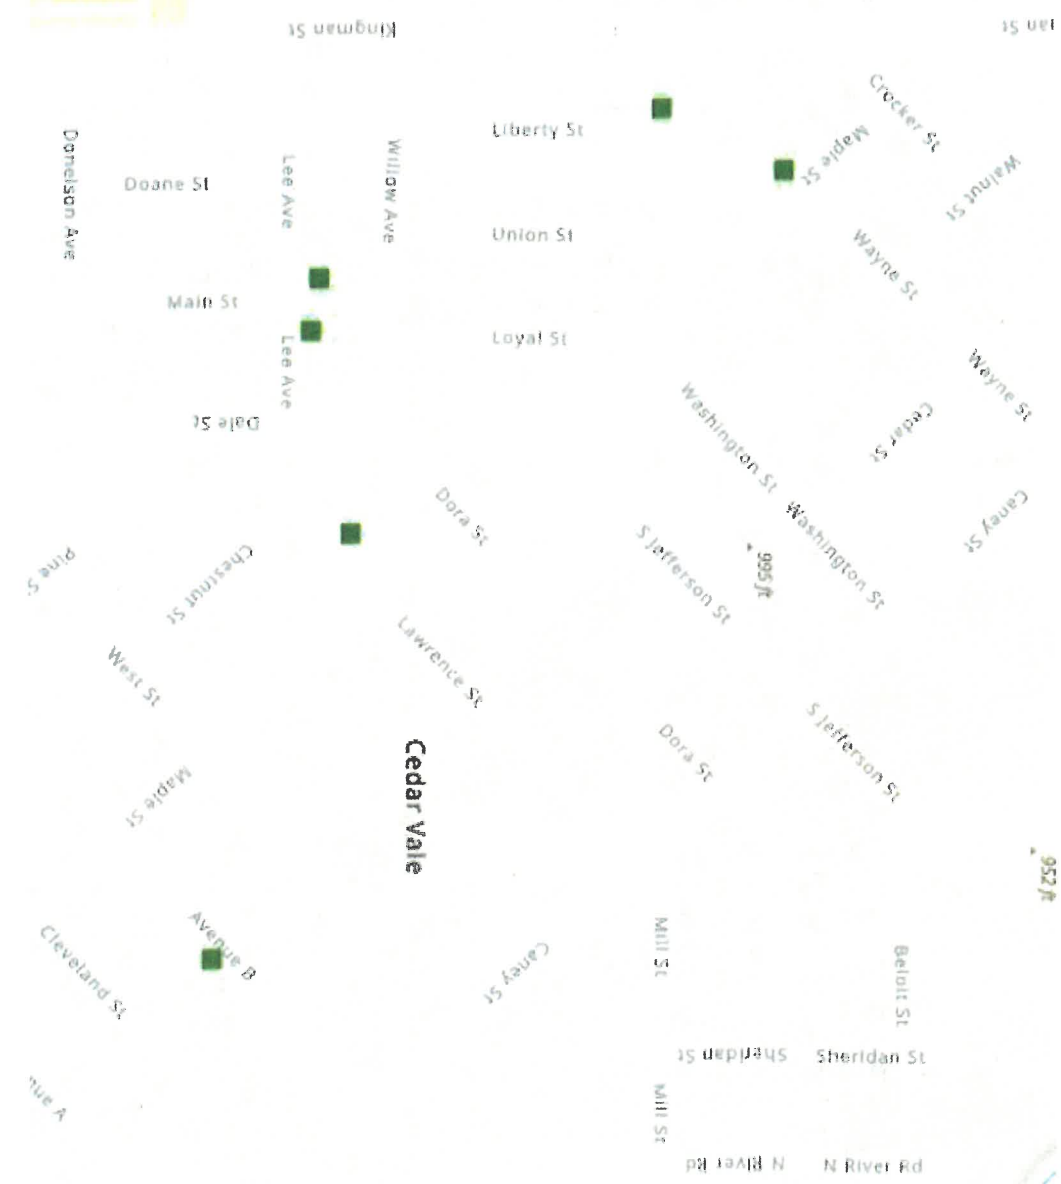 Kingman St
Crocker St
Liberty St
Maple St
Donelson Ave
Willow Ave
Lee Ave
Walnut St
Doane St
Union St
Wayne St
Main St
Loyal St
Lee Ave
Wayne St
Washington St
Cedar St
Dale St
Dora St
Caney St
Washington St
S Jefferson St
995 ft
Chestnut St
Lawrence St
West St
S Jefferson St
Dora St
Cedar Vale
Maple St
952 ft
Avenue B
Mill St
Cleveland St
Caney St
Beloit St
Sheridan St
Sheridan St
Mill St
N River Rd
N River Rd